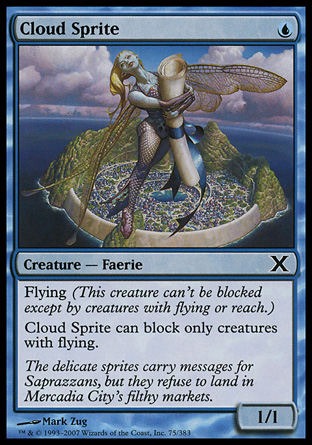 Cloud Sprite
Creature — Faerie
X
Flying (This creature can't be blocked
except by creatures with flying or reach.)
Cloud Sprite can block only creatures
with flying.
The delicate sprites carry messages for
Saprazzans, but they refuse to land in
Mercadia City's filthy markets.
Mark Zug
™ & © 1993–2007 Wizards of the Coast, Inc. 75/383
1/1